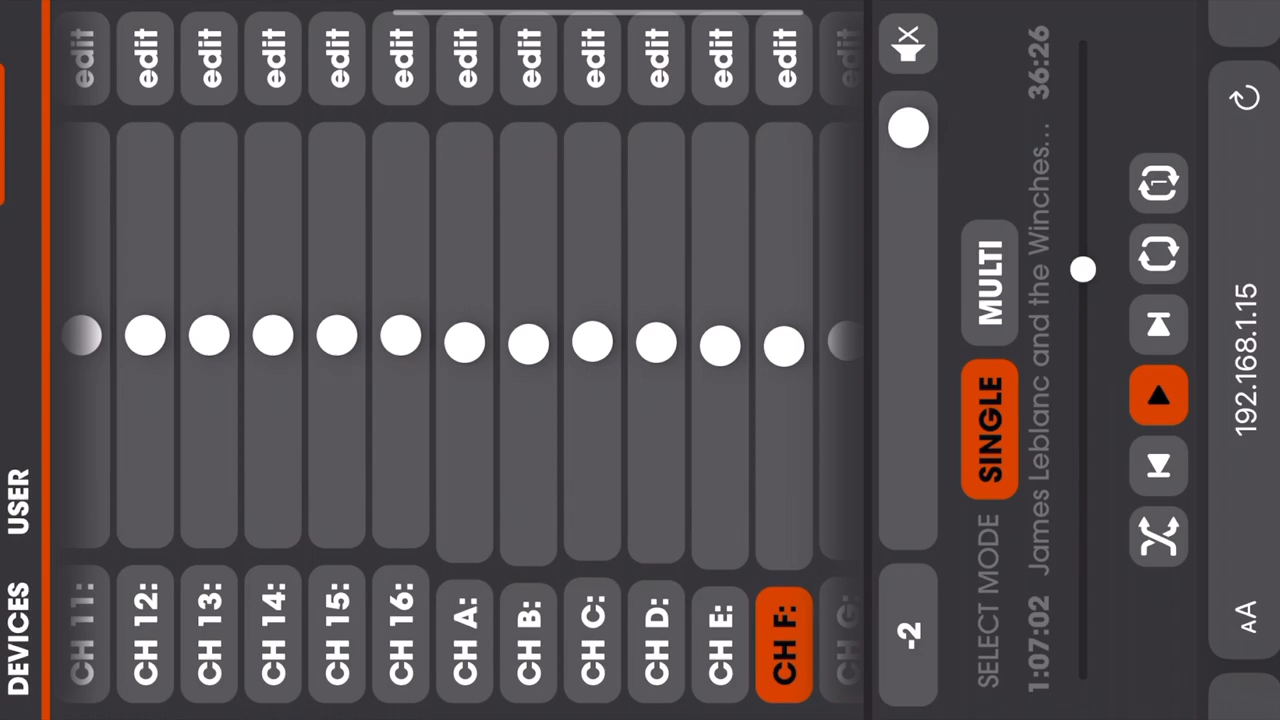 DEVICES USER
CH 11: edit
CH 12: edit
CH 13: edit
CH 14: edit
CH 15: edit
CH 16: edit
CH A: edit
CH B: edit
CH C: edit
CH D: edit
CH E: edit
CH F: edit
CH G: edit
-2
SELECT MODE SINGLE MULTI
1:07:02 James Leblanc and the Winches... 36:26
1
AA 192.168.1.15